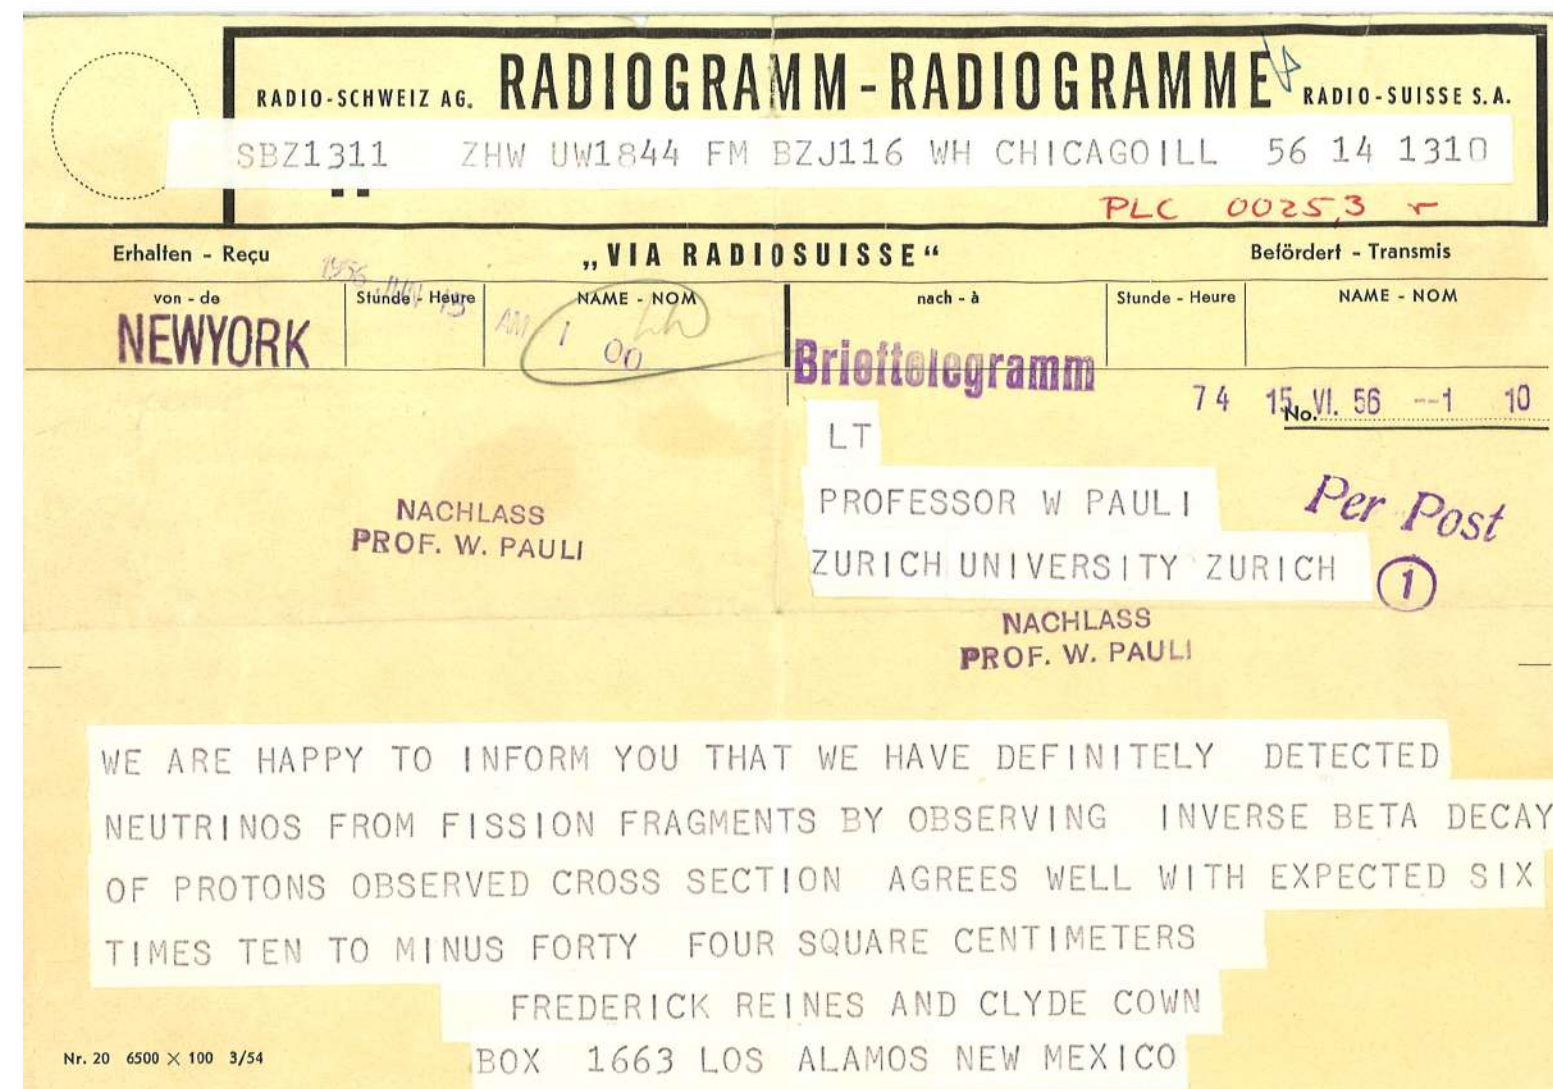 RADIO-SCHWEIZ AG. RADIOGRAMM-RADIOGRAMME RADIO-SUISSE S.A.
SBZ1311 ZHW UW1844 FM BZJ116 WH CHICAGOILL 56 14 1310
PLC 0025,3
Erhalten - Reçu „VIA RADIOSUISSE“ Befördert - Transmis
von - de Stunde - Heure NAME - NOM nach - à Stunde - Heure NAME - NOM
1956 JUN 15 AM 1 00
NEWYORK Brieftelegramm
74 15. VI. 56 --1 10
No.
LT
PROFESSOR W PAULI
Per Post
ZURICH UNIVERSITY ZURICH
1
NACHLASS
PROF. W. PAULI
NACHLASS
PROF. W. PAULI
WE ARE HAPPY TO INFORM YOU THAT WE HAVE DEFINITELY DETECTED
NEUTRINOS FROM FISSION FRAGMENTS BY OBSERVING INVERSE BETA DECAY
OF PROTONS OBSERVED CROSS SECTION AGREES WELL WITH EXPECTED SIX
TIMES TEN TO MINUS FORTY FOUR SQUARE CENTIMETERS
FREDERICK REINES AND CLYDE COWN
BOX 1663 LOS ALAMOS NEW MEXICO
Nr. 20 6500 × 100 3/54